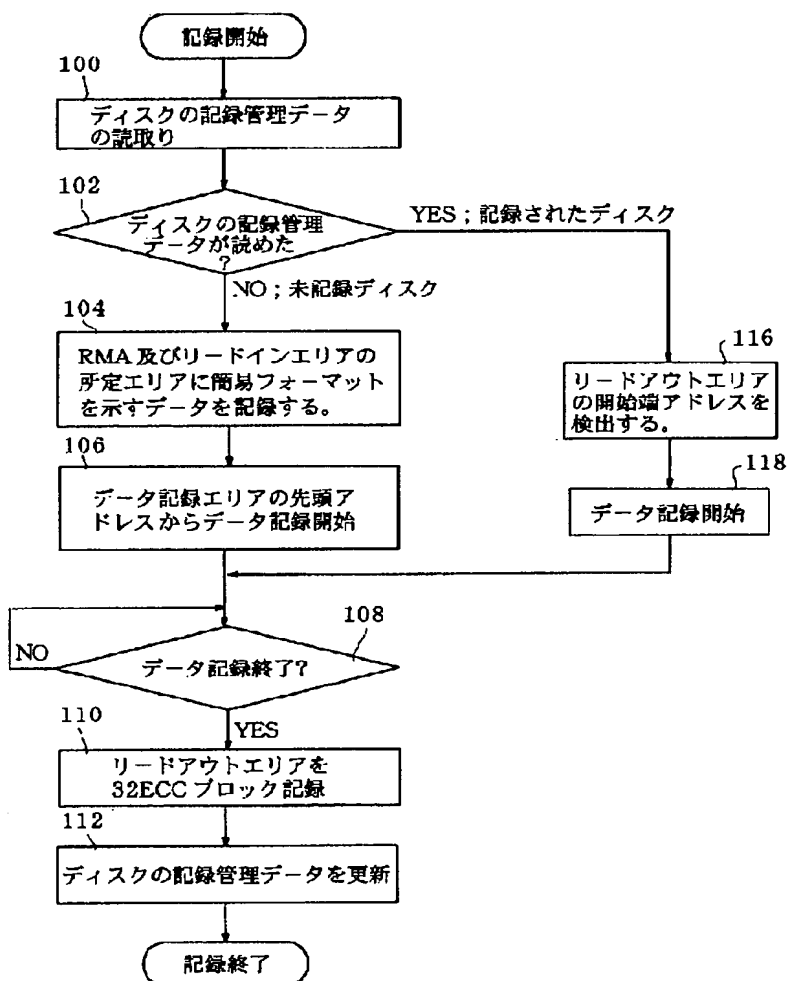 記録開始
100
ディスクの記録管理データ
の読取り
102
ディスクの記録管理
データが読めた
?
YES；記録されたディスク
NO；未記録ディスク
104
RMA 及びリードインエリアの
所定エリアに簡易フォーマット
を示すデータを記録する。
116
リードアウトエリア
の開始端アドレスを
検出する。
106
データ記録エリアの先頭ア
ドレスからデータ記録開始
118
データ記録開始
108
データ記録終了?
NO
YES
110
リードアウトエリアを
32ECC ブロック記録
112
ディスクの記録管理データを更新
記録終了